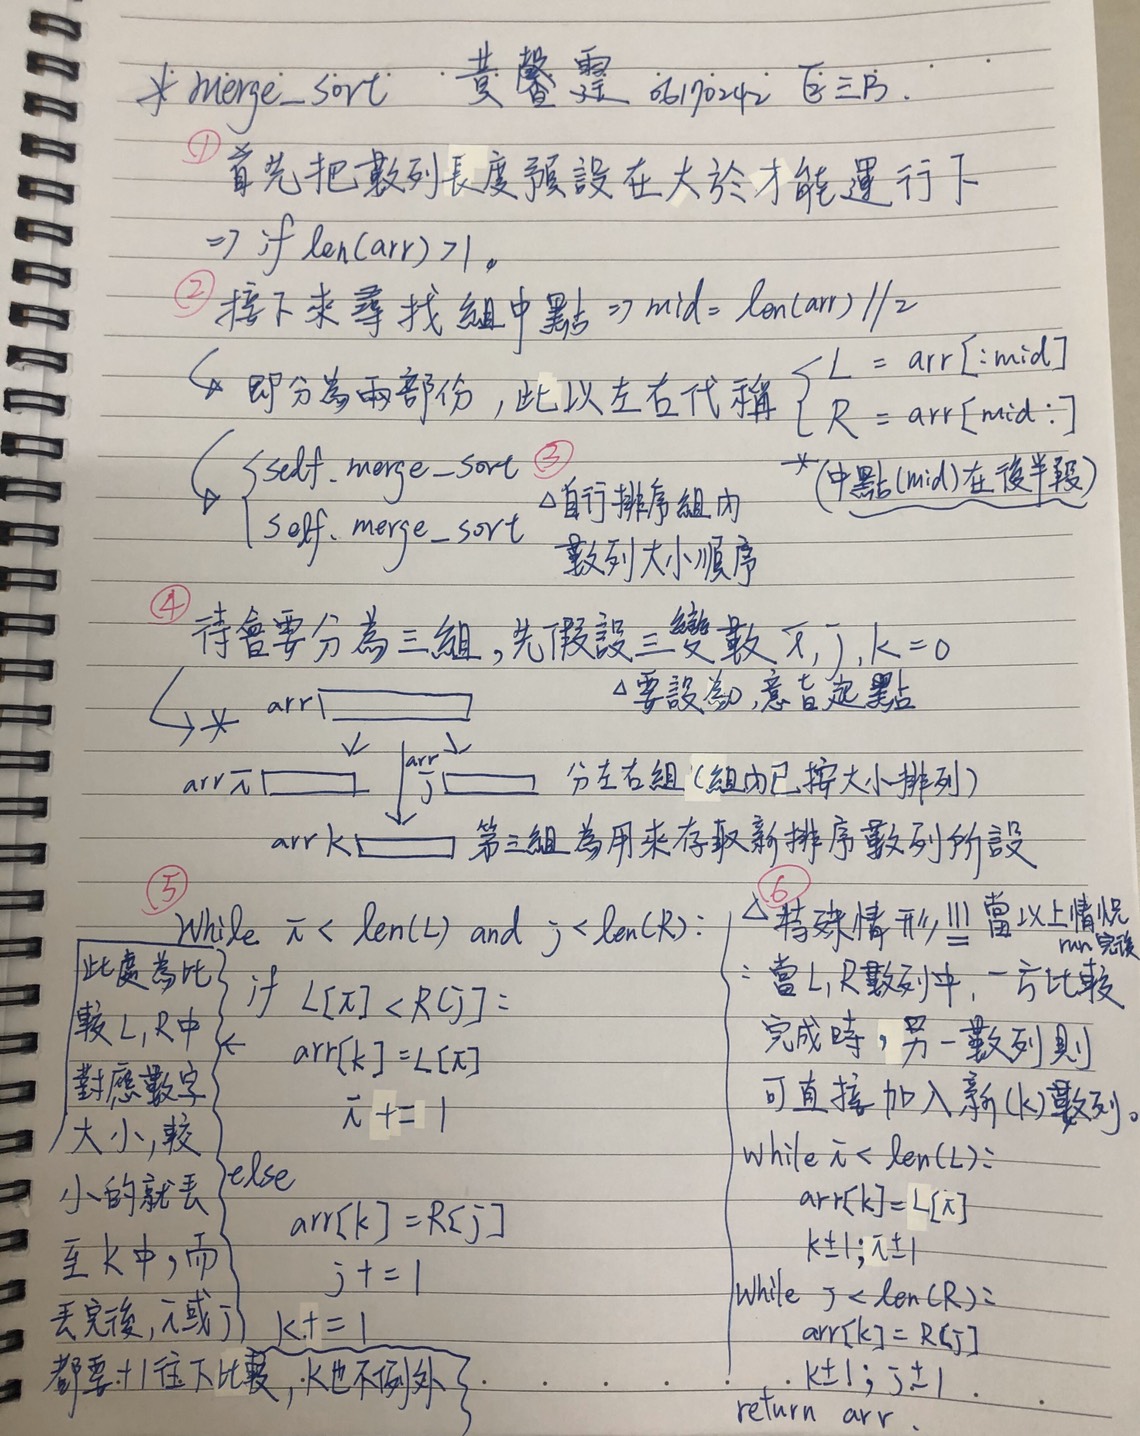 * merge_sort 黃馨霆 06170242 巨三B.
① 首先把數列長度預設在大於才能運行下
⇒ if len(arr) >1。
② 接下來尋找組中點 ⇒ mid = len(arr)//2
即分為兩部份,此以左右代稱
L = arr[:mid]
R = arr[mid:]
*(中點(mid)在後半段)
self.merge_sort
self.merge_sort
③
△自行排序組內
數列大小順序
④ 待會要分為三組,先假設三變數 i, j, k = 0
△要設為0,意旨起點
* arr
arr i
arr j
分左右組(組內已按大小排列)
arr k 第三組為用來存取新排序數列所設
⑤
While i < len(L) and j < len(R):
if L[i] < R[j]:
arr[k] = L[i]
i += 1
else
arr[k] = R[j]
j += 1
k += 1
此處為比
較L,R中
對應數字
大小,較
小的就丟
至k中,而
丟完後,i或j
都要+1往下比較,k也不例外
⑥
△特殊情形!!! 當以上情況
run完後
= 當L,R數列中,一方比較
完成時,另一數列則
可直接加入新(k)數列。
While i < len(L):
arr[k] = L[i]
k±1; i±1
While j < len(R):
arr[k] = R[j]
k±1; j±1
return arr.